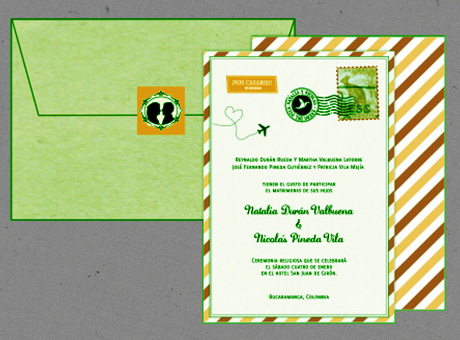 ¡NOS CASAMOS!
55¢
REYNALDO DURÁN RUEDA Y MARTHA VALBUENA LATORRE
JOSÉ FERNANDO PINEDA GUTIÉRREZ Y PATRICIA VILA MEJÍA
TIENEN EL GUSTO DE PARTICIPAR
EL MATRIMONIO DE SUS HIJOS
Natalia Durán Valbuena
&
Nicolás Pineda Vila
CEREMONIA RELIGIOSA QUE SE CELEBRARÁ
EL SÁBADO CUATRO DE ENERO
EN EL HOTEL SAN JUAN DE GIRÓN.
BUCARAMANGA, COLOMBIA